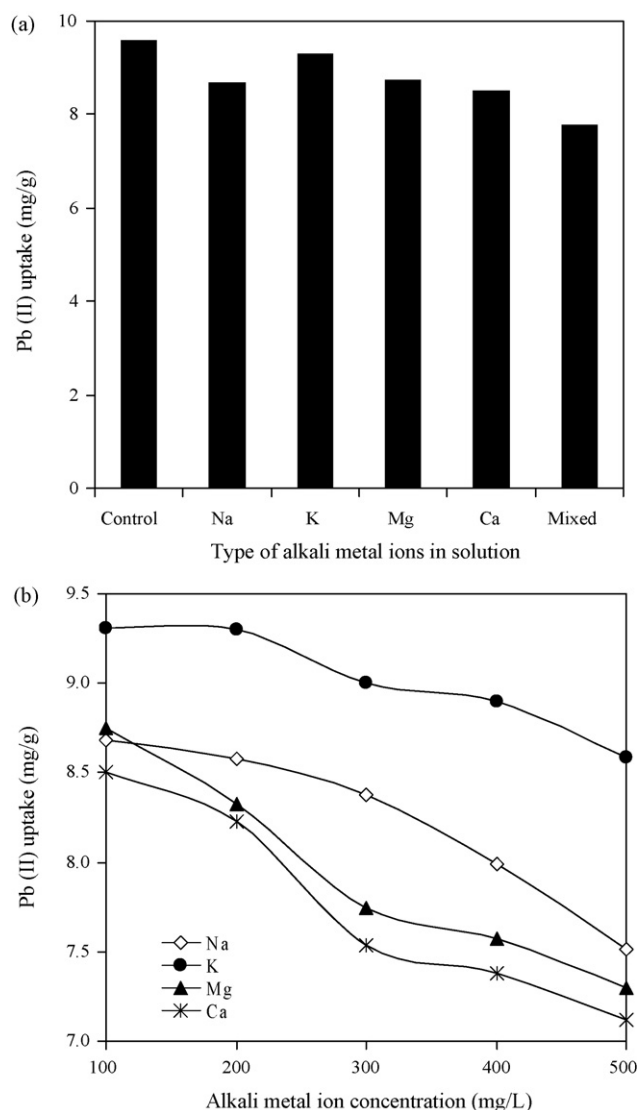 (a)
10
8
6
4
2
0
Pb (II) uptake (mg/g)
Control Na K Mg Ca Mixed
Type of alkali metal ions in solution
(b)
9.5
9.0
8.5
8.0
7.5
7.0
Pb (II) uptake (mg/g)
Na
K
Mg
Ca
100 200 300 400 500
Alkali metal ion concentration (mg/L)